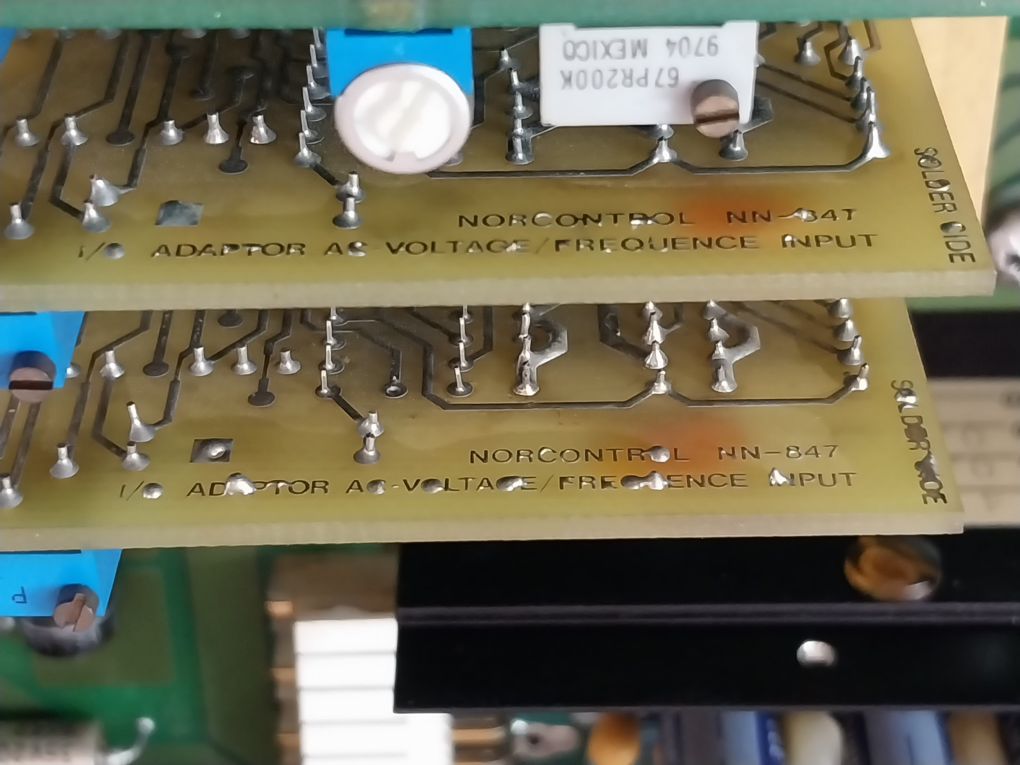 67PR200K
9704 MEXICO
SOLDER SIDE
NORCONTROL NN-847
I/O ADAPTOR AC-VOLTAGE/FREQUENCE INPUT
SOLDER SIDE
NORCONTROL NN-847
I/O ADAPTOR AC-VOLTAGE/FREQUENCE INPUT